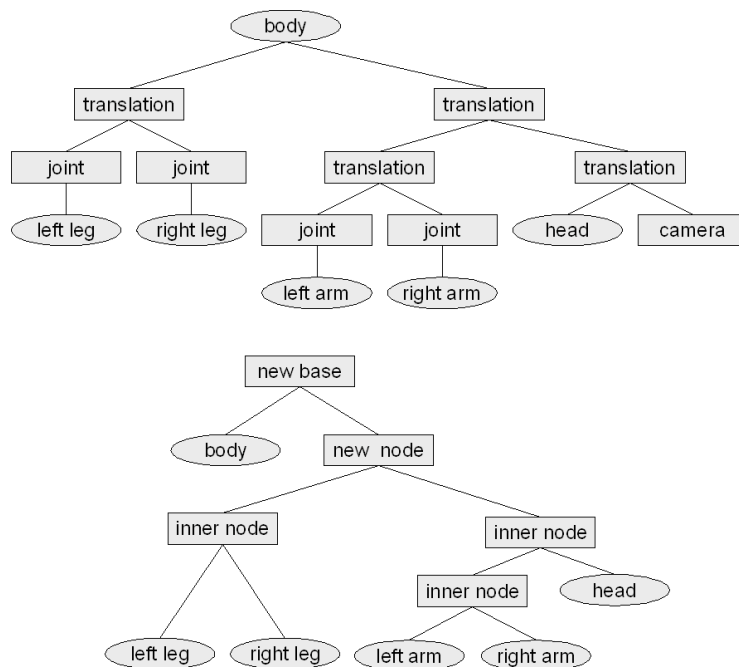 body
translation translation
joint joint translation translation
left leg right leg joint joint head camera
left arm right arm
new base
body new node
inner node inner node
inner node head
left leg right leg left arm right arm